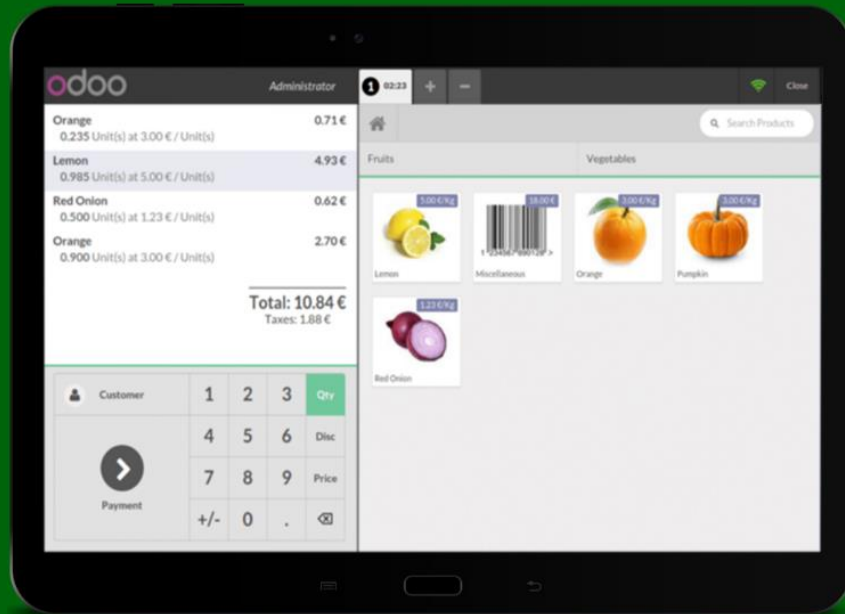 odoo
Administrator
1 02:23 + −
Close
Orange 0.71 €
0.235 Unit(s) at 3.00 € / Unit(s)
Lemon 4.93 €
0.985 Unit(s) at 5.00 € / Unit(s)
Red Onion 0.62 €
0.500 Unit(s) at 1.23 € / Unit(s)
Orange 2.70 €
0.900 Unit(s) at 3.00 € / Unit(s)
Total: 10.84 €
Taxes: 1.88 €
Customer
1 2 3 Qty
4 5 6 Disc
7 8 9 Price
+/- 0 .
Payment
Search Products
Fruits Vegetables
5.00 €/Kg
Lemon
18.00 €
1 234567 890128 >
Miscellaneous
3.00 €/Kg
Orange
3.00 €/Kg
Pumpkin
1.23 €/Kg
Red Onion